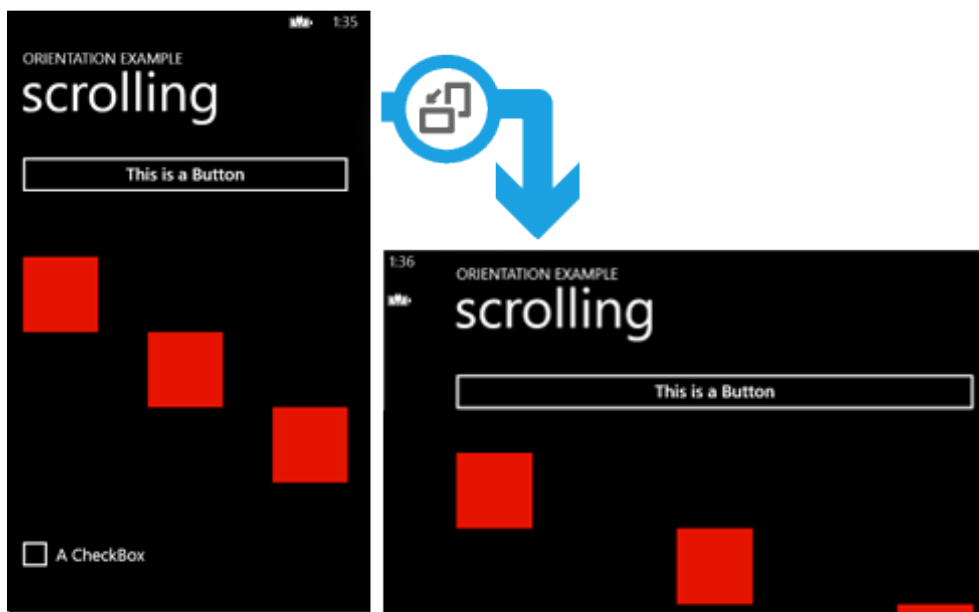 1:35
ORIENTATION EXAMPLE
scrolling
This is a Button
A CheckBox
1:36
ORIENTATION EXAMPLE
scrolling
This is a Button